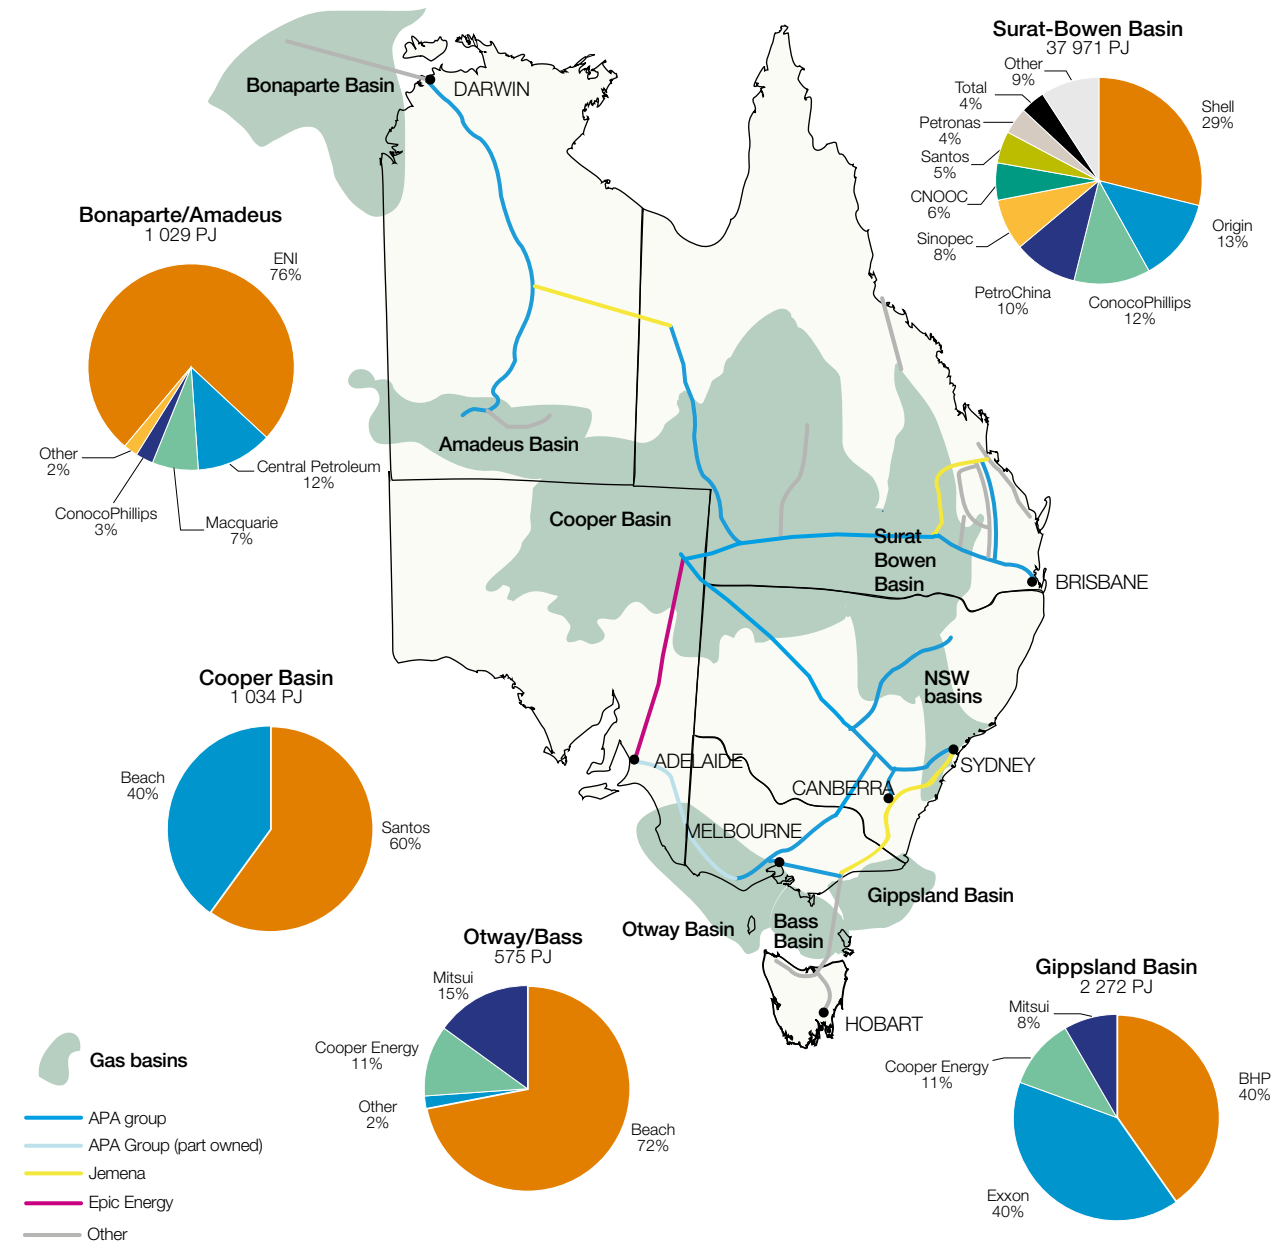 Surat-Bowen Basin
37 971 PJ
Other
9%
Total
4%
Petronas
4%
Santos
5%
CNOOC
6%
Sinopec
8%
PetroChina
10%
ConocoPhillips
12%
Origin
13%
Shell
29%
Bonaparte Basin
DARWIN
Bonaparte/Amadeus
1 029 PJ
ENI
76%
Other
2%
ConocoPhillips
3%
Macquarie
7%
Central Petroleum
12%
Amadeus Basin
Cooper Basin
Surat
Bowen
Basin
BRISBANE
NSW
basins
SYDNEY
CANBERRA
ADELAIDE
MELBOURNE
Cooper Basin
1 034 PJ
Beach
40%
Santos
60%
Otway Basin
Bass
Basin
Gippsland Basin
HOBART
Otway/Bass
575 PJ
Mitsui
15%
Cooper Energy
11%
Other
2%
Beach
72%
Gippsland Basin
2 272 PJ
Mitsui
8%
Cooper Energy
11%
BHP
40%
Exxon
40%
Gas basins
APA group
APA Group (part owned)
Jemena
Epic Energy
Other